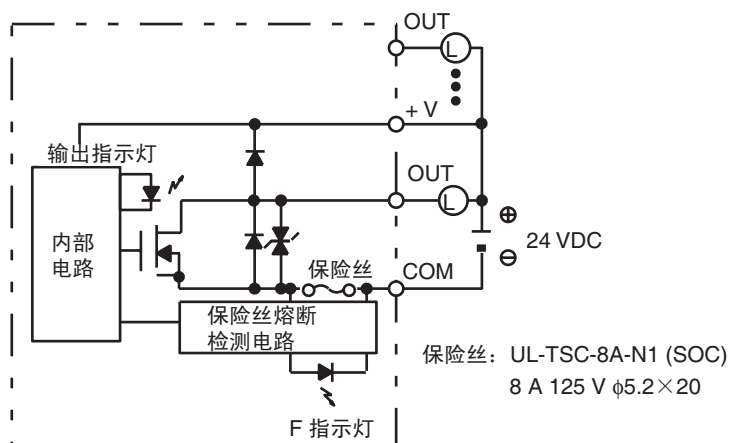 OUT
L
+ V
输出指示灯
OUT
L
内部
电路
24 VDC
保险丝
COM
保险丝熔断
检测电路
保险丝：UL-TSC-8A-N1 (SOC)
8 A 125 V ϕ5.2×20
F 指示灯